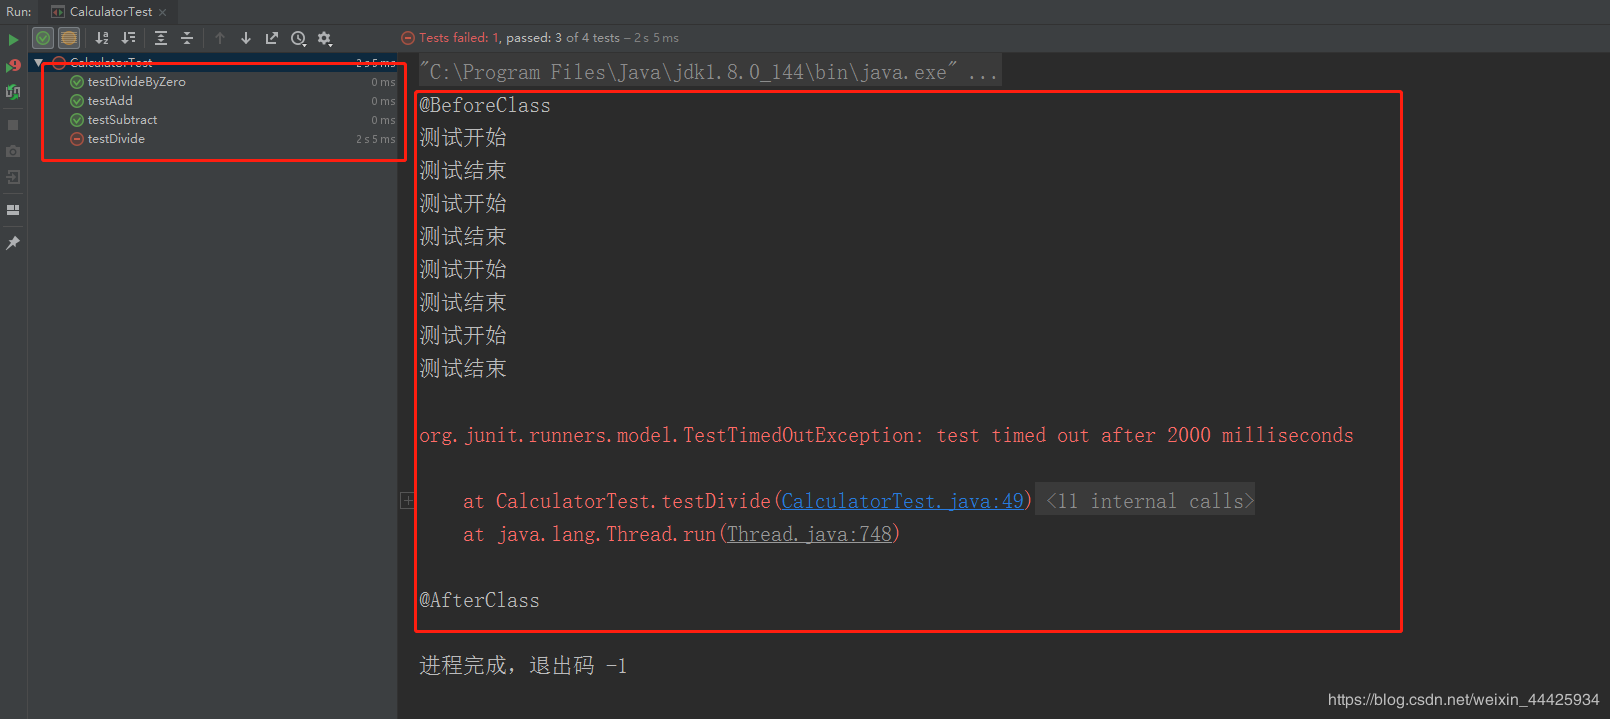 Run: CalculatorTest
Tests failed: 1, passed: 3 of 4 tests – 2 s 5 ms
CalculatorTest 2 s 5 ms
testDivideByZero 0 ms
testAdd 0 ms
testSubtract 0 ms
testDivide 2 s 5 ms
"C:\Program Files\Java\jdk1.8.0_144\bin\java.exe" ...
@BeforeClass
测试开始
测试结束
测试开始
测试结束
测试开始
测试结束
测试开始
测试结束
org.junit.runners.model.TestTimedOutException: test timed out after 2000 milliseconds
at CalculatorTest.testDivide(CalculatorTest.java:49) <11 internal calls>
at java.lang.Thread.run(Thread.java:748)
@AfterClass
进程完成，退出码 -1
https://blog.csdn.net/weixin_44425934